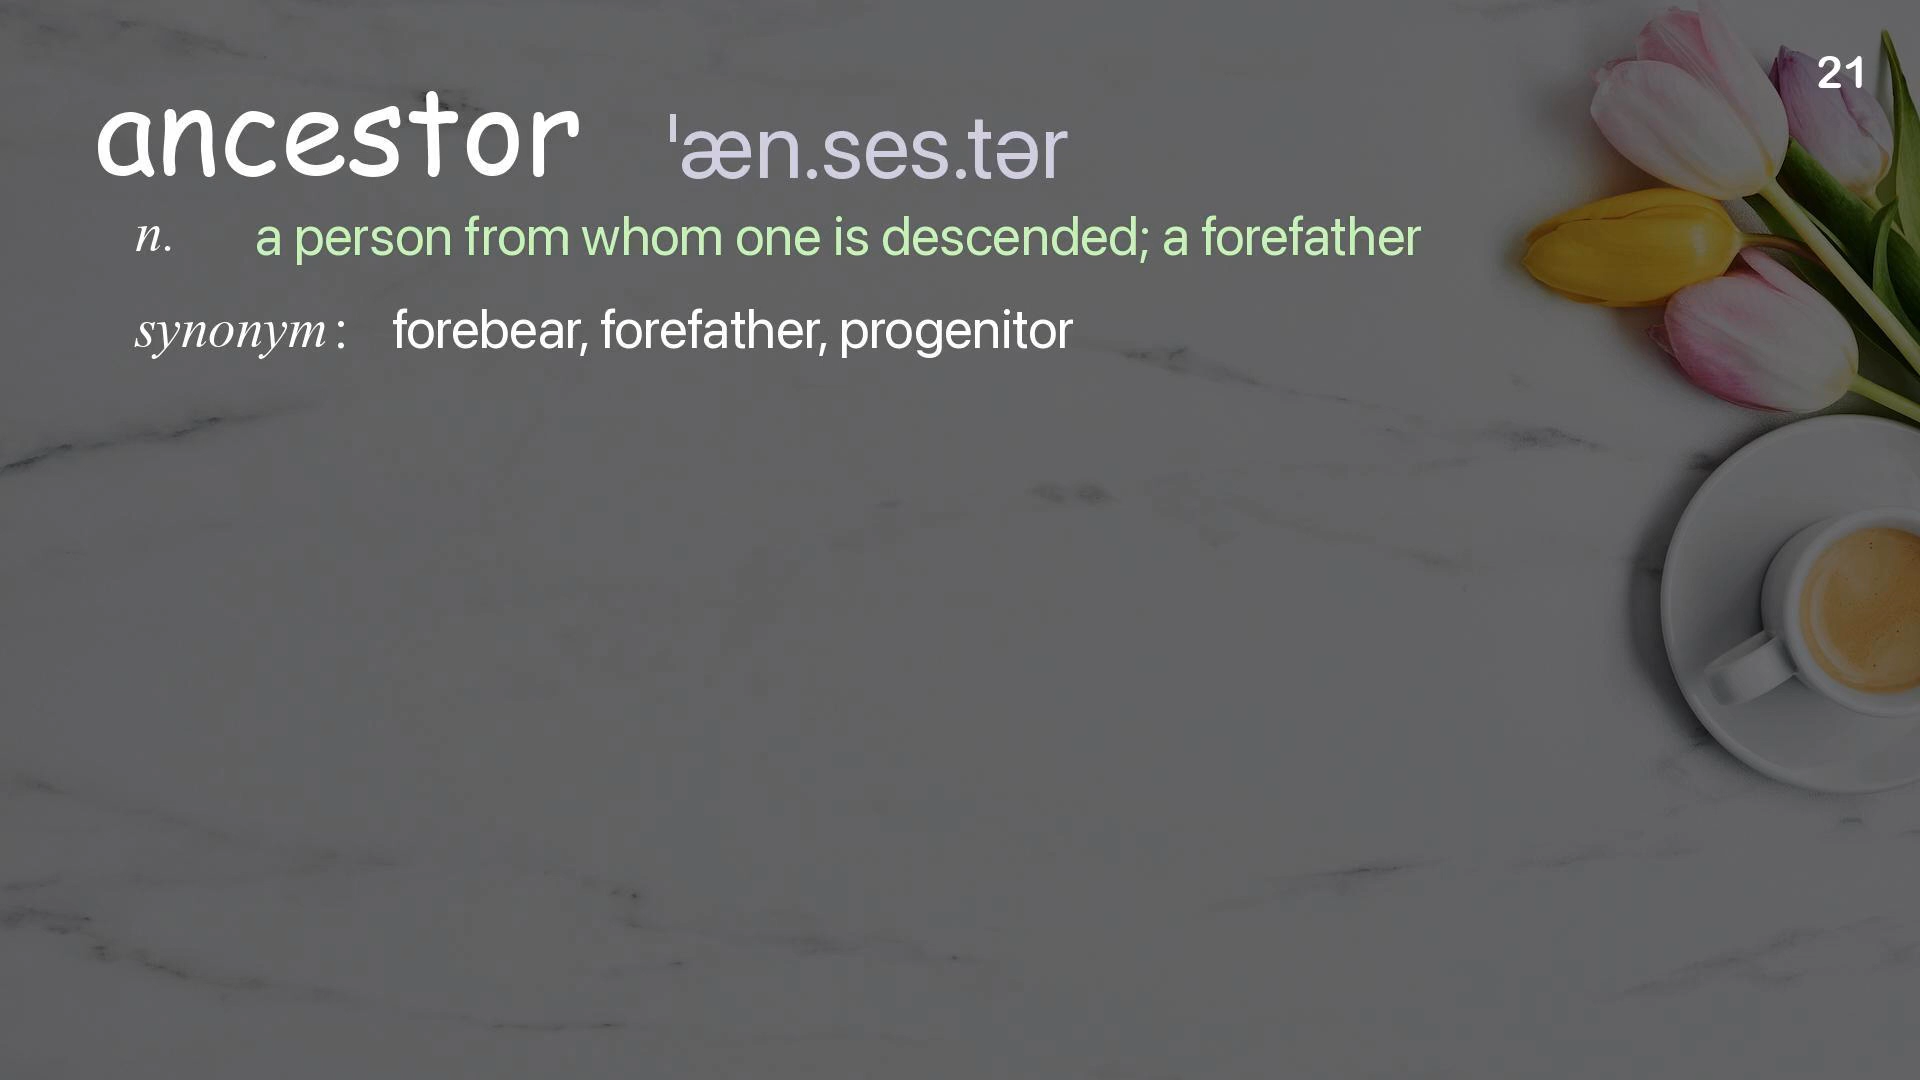 21
ancestor ˈæn.ses.tər
n. a person from whom one is descended; a forefather
synonym: forebear, forefather, progenitor